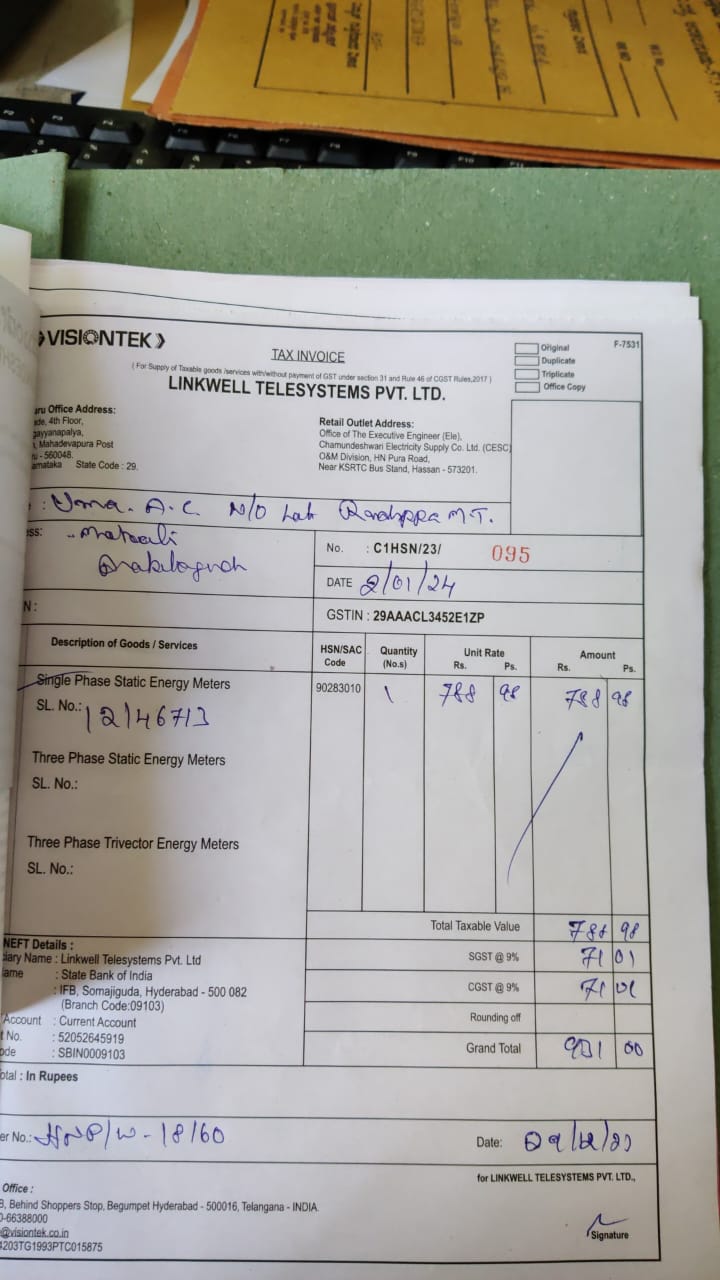 VISIONTEK
TAX INVOICE
( For Supply of Taxable goods /services with/without payment of GST under section 31 and Rule 46 of CGST Rules,2017 )
LINKWELL TELESYSTEMS PVT. LTD.
Original
Duplicate
Triplicate
Office Copy
F-7531
Office Address:
4th Floor,
Mahadevapura Post
- 560048.
State Code : 29.
Retail Outlet Address:
Office of The Executive Engineer (Ele),
Chamundeshwari Electricity Supply Co. Ltd. (CESC)
O&M Division, HN Pura Road,
Near KSRTC Bus Stand, Hassan - 573201.
: Uma. A.C. W/O M.T.
No. : C1HSN/23/ 095
DATE 2/01/24
GSTIN : 29AAACL3452E1ZP
Description of Goods / Services
HSN/SAC Code
Quantity (No.s)
Unit Rate Rs. Ps.
Amount Rs. Ps.
Single Phase Static Energy Meters
90283010 1 788 98 788 98
SL. No.: 12146713
Three Phase Static Energy Meters
SL. No.:
Three Phase Trivector Energy Meters
SL. No.:
Total Taxable Value 788 98
SGST @ 9% 71 01
CGST @ 9% 71 01
Rounding off
Grand Total 931 00
NEFT Details :
Name : Linkwell Telesystems Pvt. Ltd
: State Bank of India
: IFB, Somajiguda, Hyderabad - 500 082
(Branch Code:09103)
Account : Current Account
No. : 52052645919
: SBIN0009103
: In Rupees
No.: HNP/W - 18/60
Date:
for LINKWELL TELESYSTEMS PVT. LTD.,
Office :
Behind Shoppers Stop, Begumpet Hyderabad - 500016, Telangana - INDIA.
-66388000
@visiontek.co.in
4203TG1993PTC015875
Signature